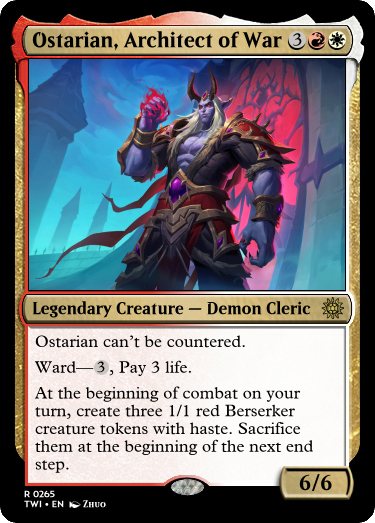 Ostarian, Architect of War 3
Legendary Creature — Demon Cleric
Ostarian can't be countered.
Ward—3, Pay 3 life.
At the beginning of combat on your
turn, create three 1/1 red Berserker
creature tokens with haste. Sacrifice
them at the beginning of the next end
step.
6/6
R 0265
TWI • EN Zhuo